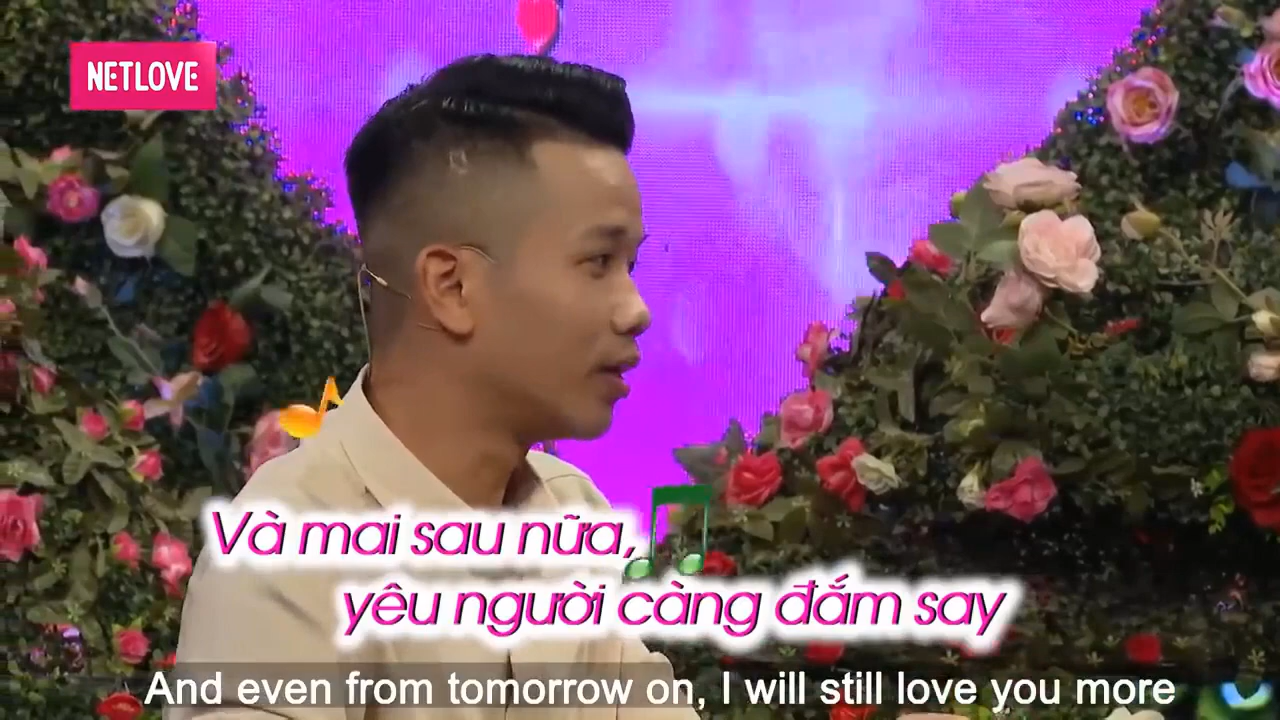 NETLOVE
Và mai sau nữa,
yêu người càng đắm say
And even from tomorrow on, I will still love you more